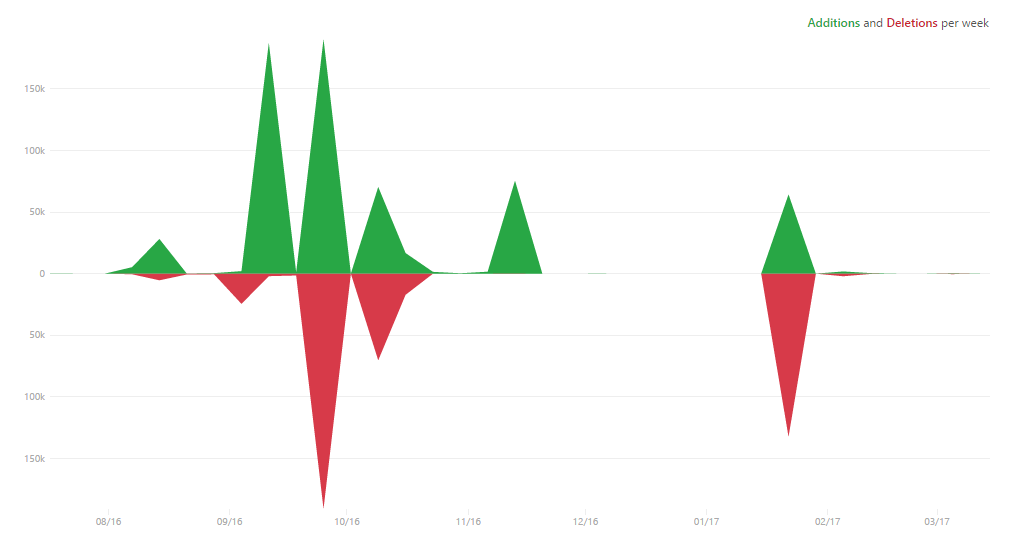 Additions and Deletions per week
150k
100k
50k
0
50k
100k
150k
08/16 09/16 10/16 11/16 12/16 01/17 02/17 03/17